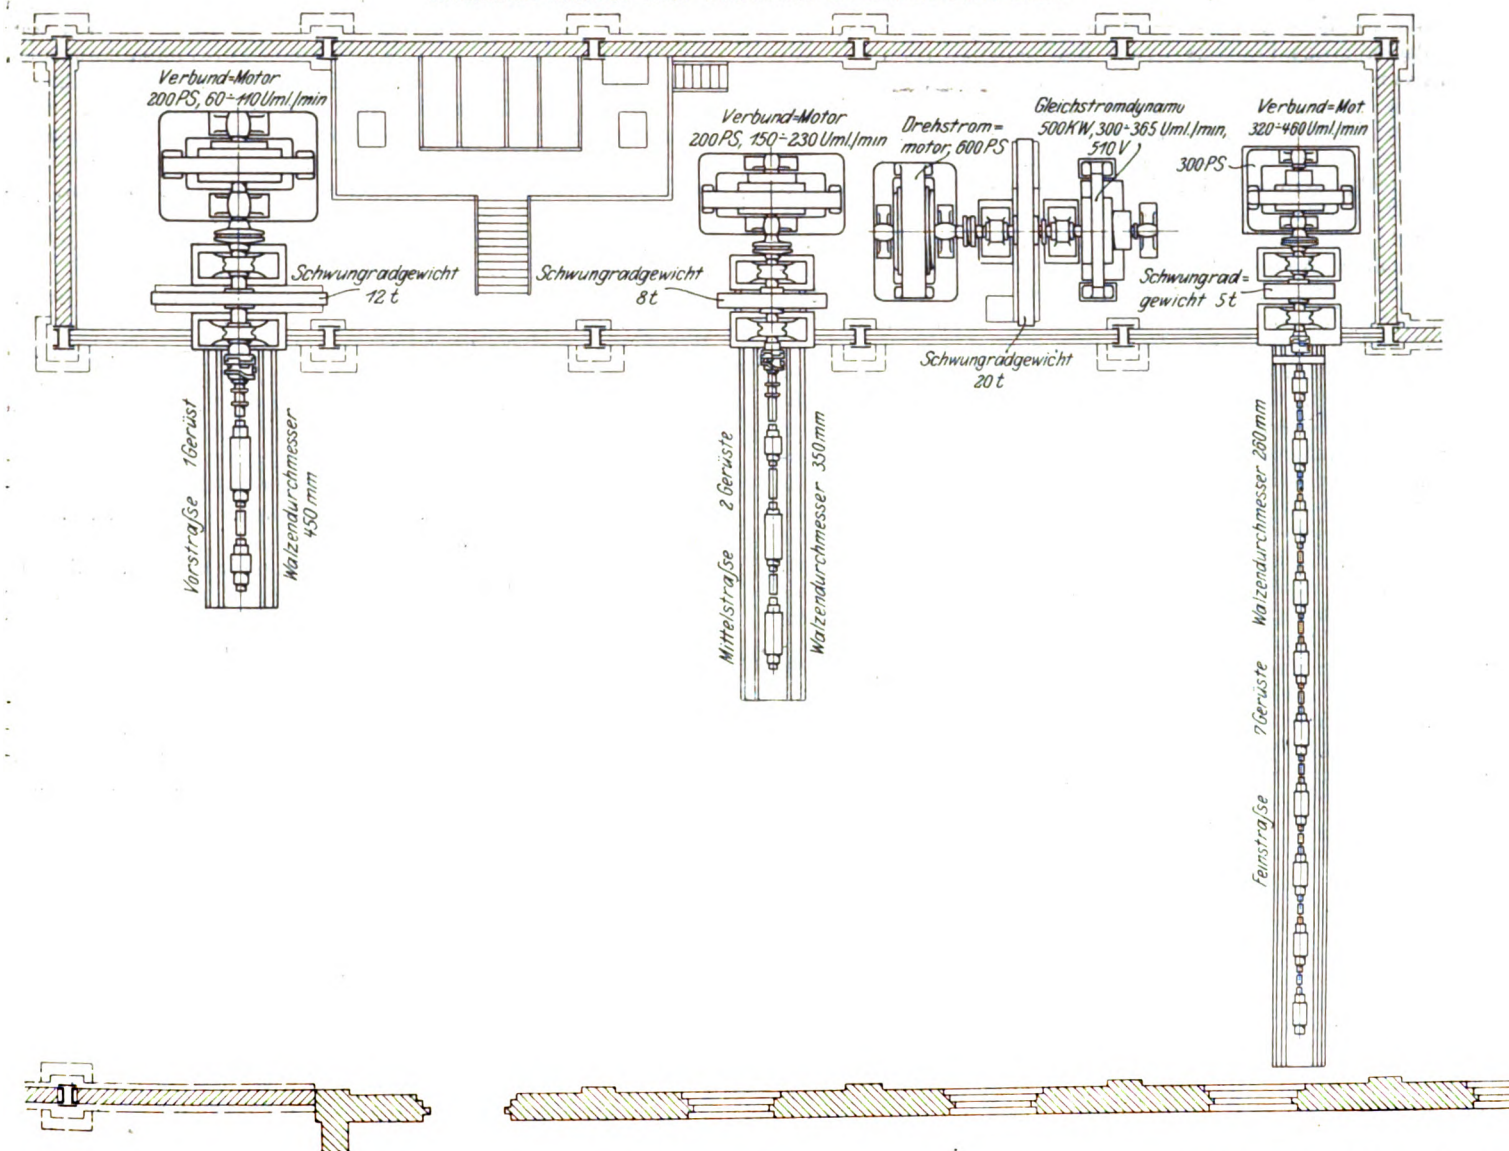 Verbund=Motor
200 PS, 60÷110 Uml./min
Verbund=Motor
200 PS, 150÷230 Uml./min
Drehstrom=
motor, 600 PS
Gleichstromdynamo
500 KW, 300÷365 Uml./min,
510 V
Verbund=Mot.
320÷460 Uml./min
300 PS
Schwungradgewicht
12 t
Schwungradgewicht
8 t
Schwungrad=
gewicht 5 t
Schwungradgewicht
20 t
Vorstraße 1 Gerüst
Walzendurchmesser
450 mm
Mittelstraße 2 Gerüste
Walzendurchmesser 350 mm
Feinstraße 7 Gerüste Walzendurchmesser 260 mm